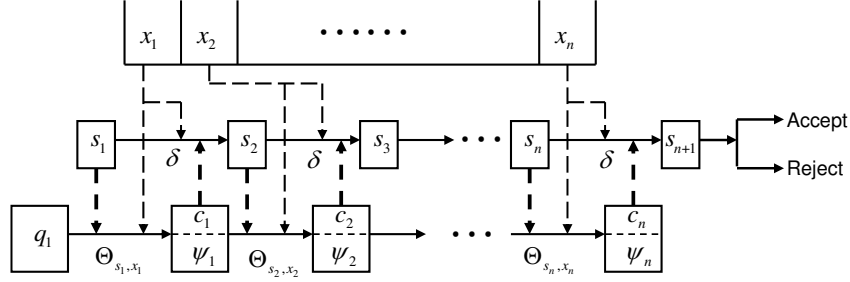 x₁ x₂ ······ xₙ
s₁ δ s₂ δ s₃ ··· sₙ δ sₙ₊₁ Accept
Reject
q₁ Θₛ₁,ₓ₁ c₁ Θₛ₂,ₓ₂ c₂ ··· Θₛₙ,ₓₙ cₙ
ψ₁ ψ₂ ψₙ